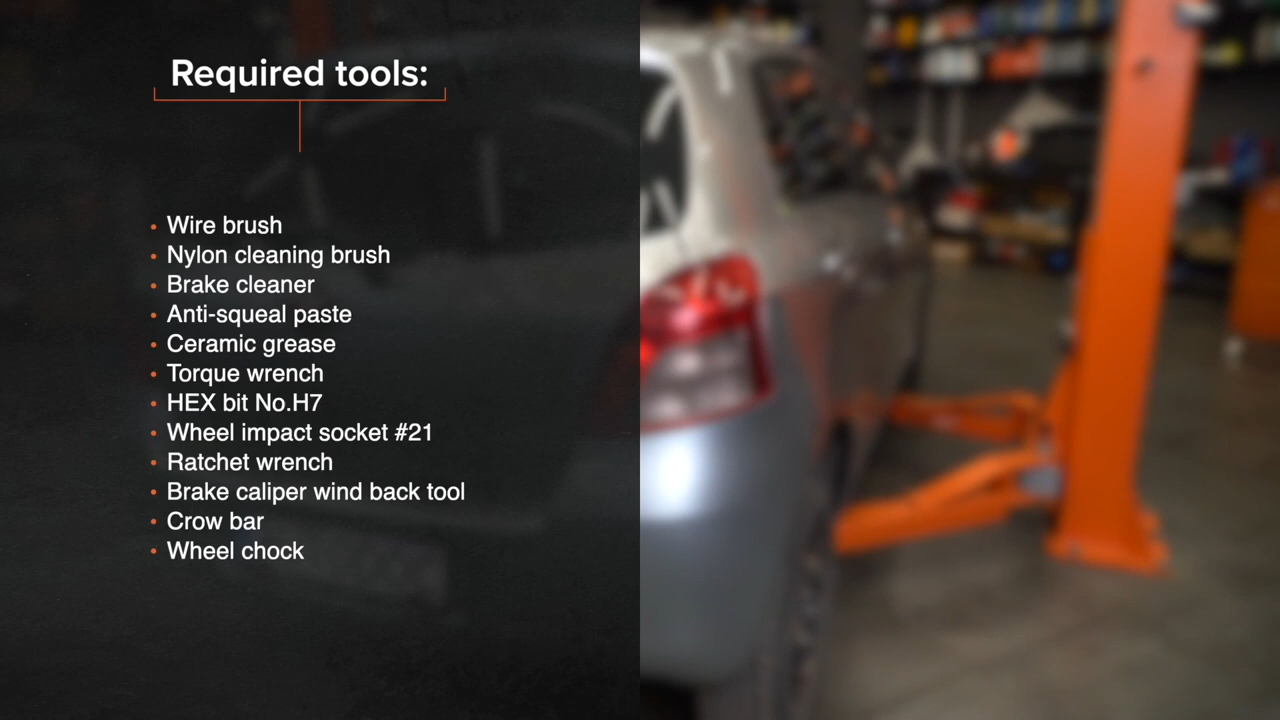 Required tools:
• Wire brush
• Nylon cleaning brush
• Brake cleaner
• Anti-squeal paste
• Ceramic grease
• Torque wrench
• HEX bit No.H7
• Wheel impact socket #21
• Ratchet wrench
• Brake caliper wind back tool
• Crow bar
• Wheel chock